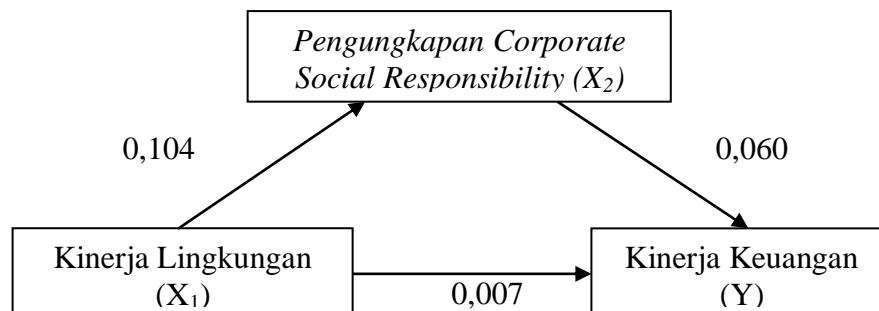 Pengungkapan Corporate
Social Responsibility (X₂)
0,104
0,060
Kinerja Lingkungan
(X₁)
0,007
Kinerja Keuangan
(Y)